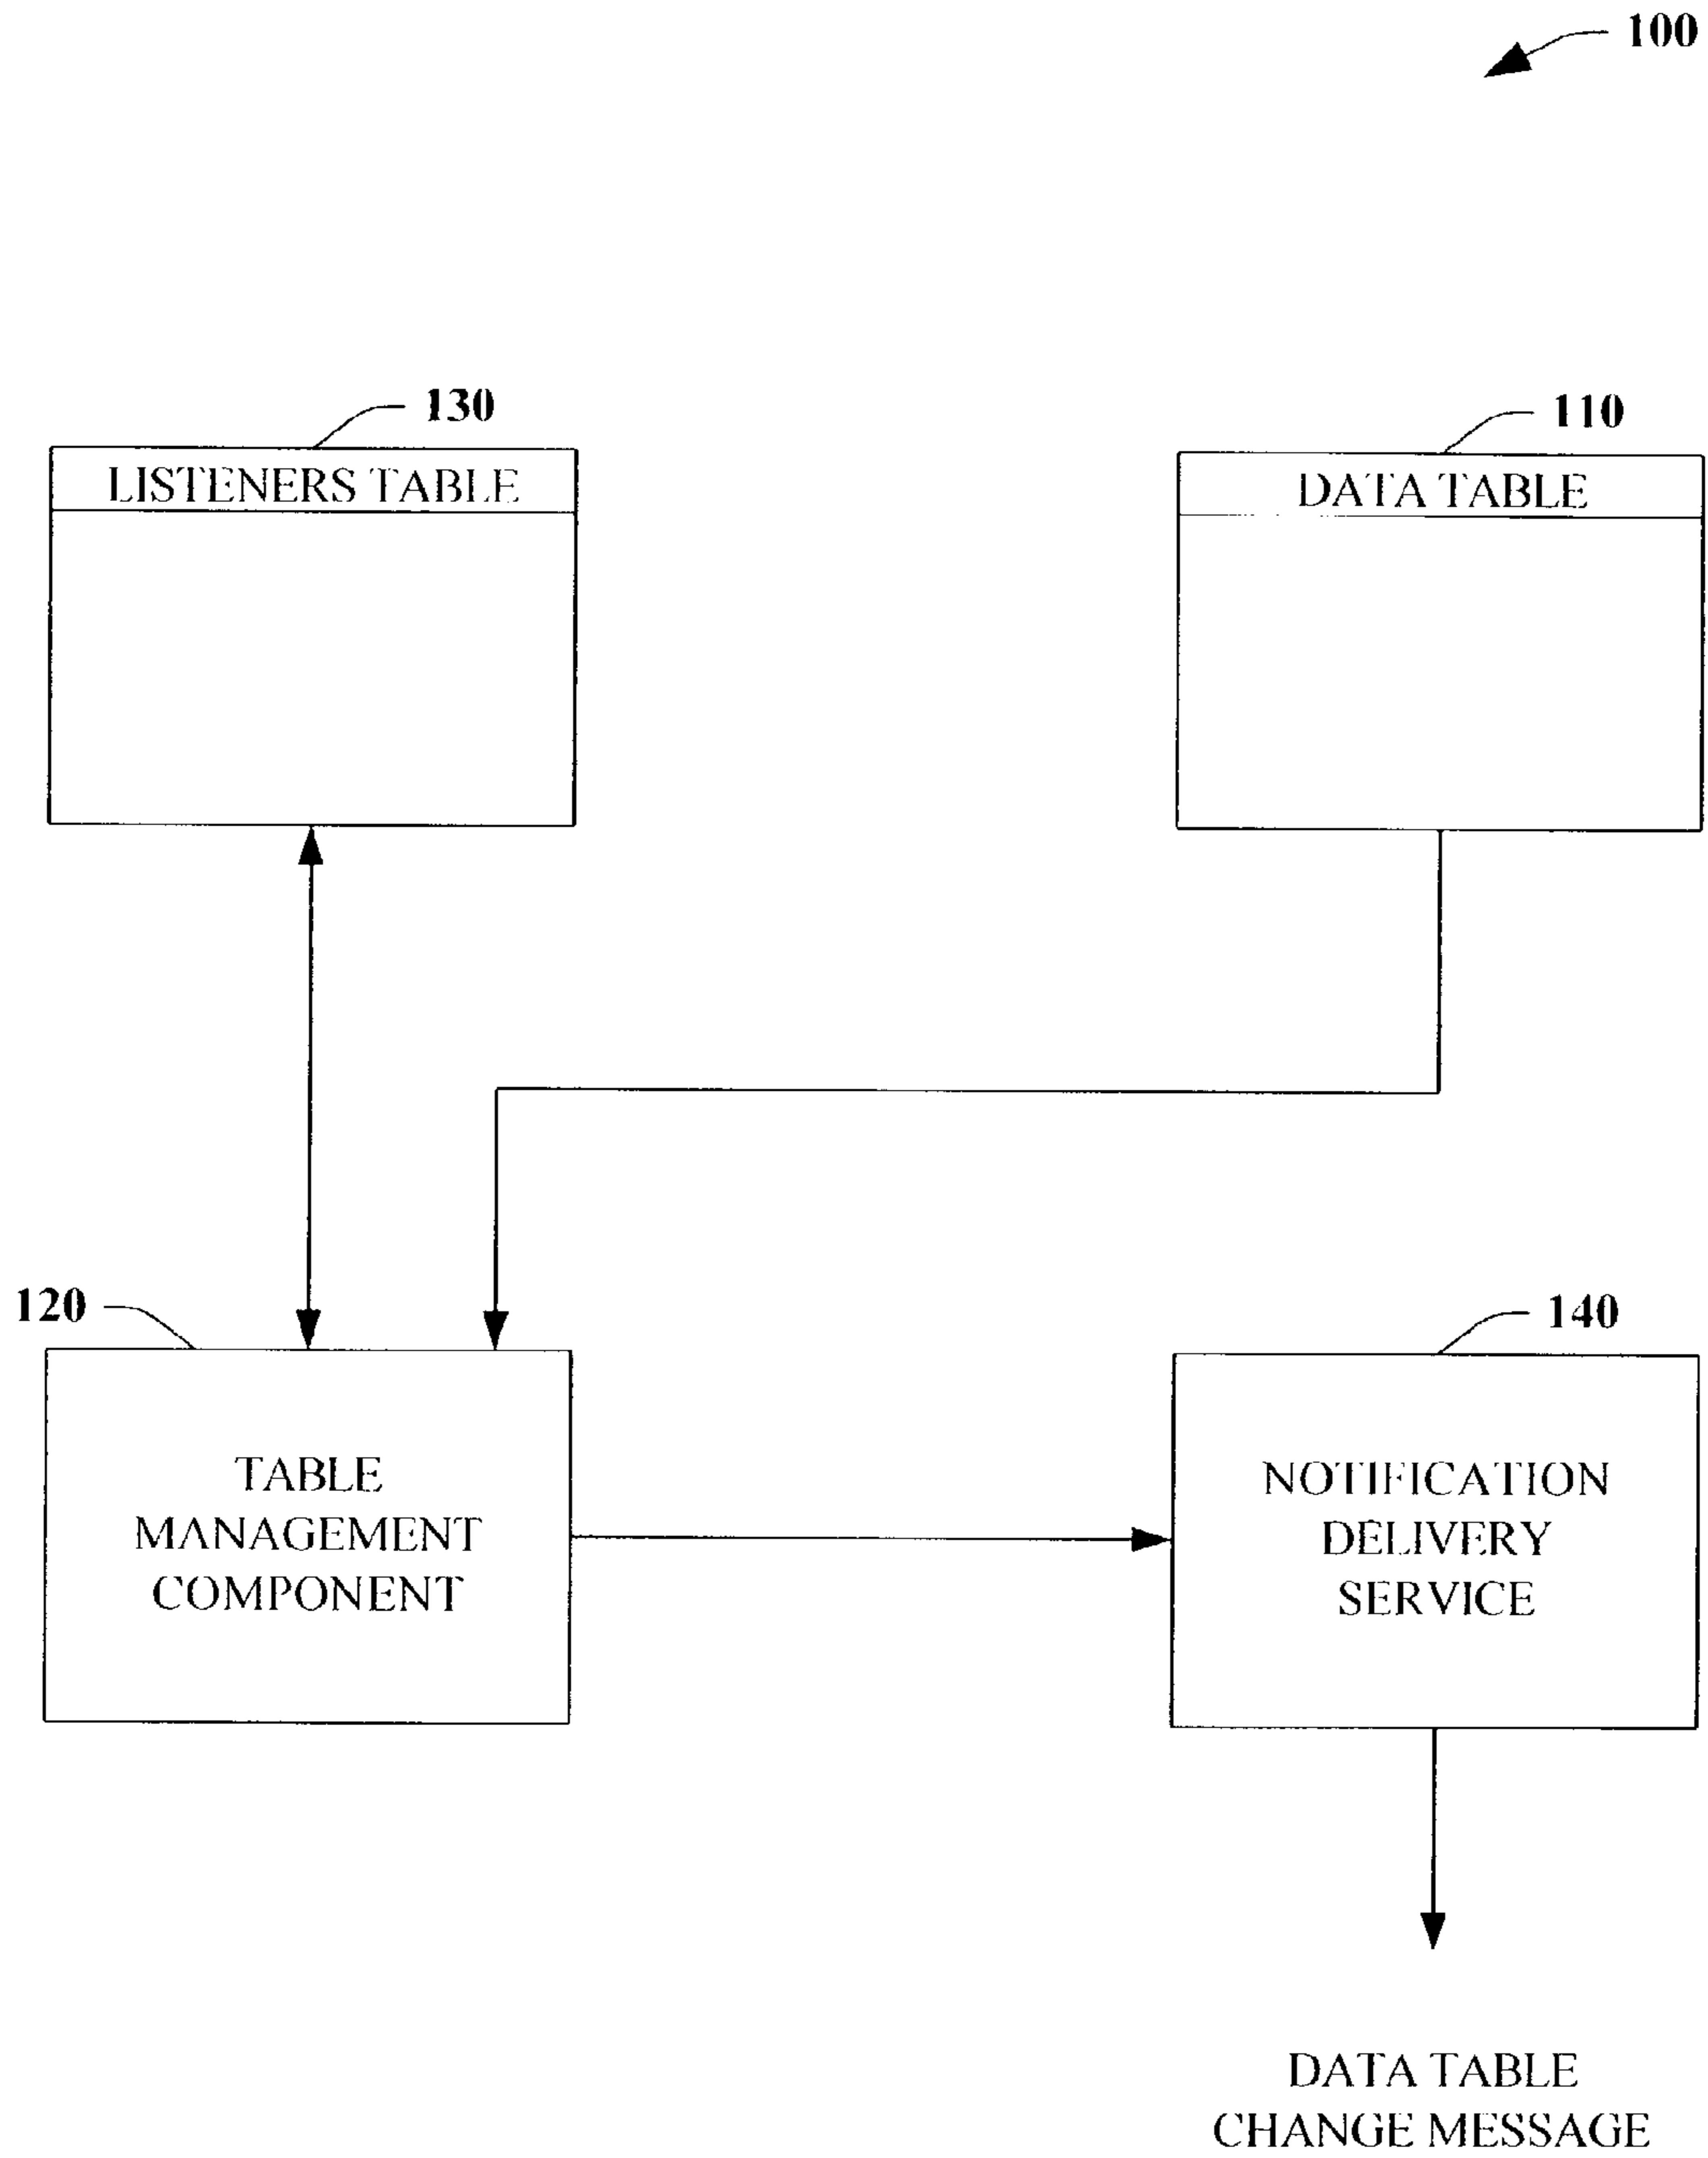 100
130
110
LISTENERS TABLE
DATA TABLE
120
140
TABLE
MANAGEMENT
COMPONENT
NOTIFICATION
DELIVERY
SERVICE
DATA TABLE
CHANGE MESSAGE